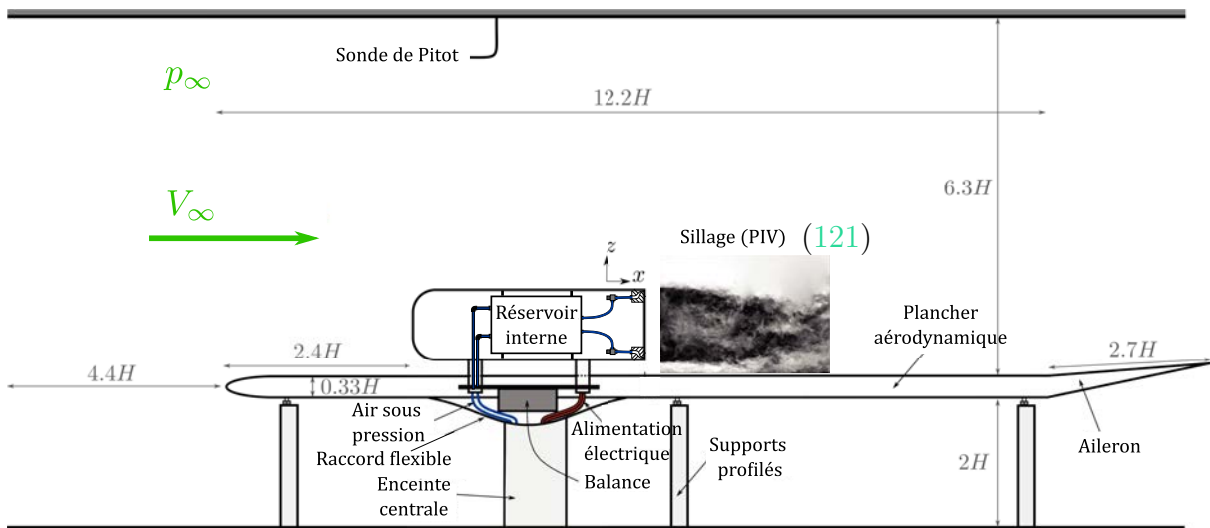 Sonde de Pitot
p∞
12.2H
6.3H
V∞
Sillage (PIV) (121)
z
x
Réservoir
interne
Plancher
aérodynamique
2.4H
2.7H
4.4H
0.33H
Air sous
pression
Raccord flexible
Enceinte
centrale
Alimentation
électrique
Balance
Supports
profilés
2H
Aileron